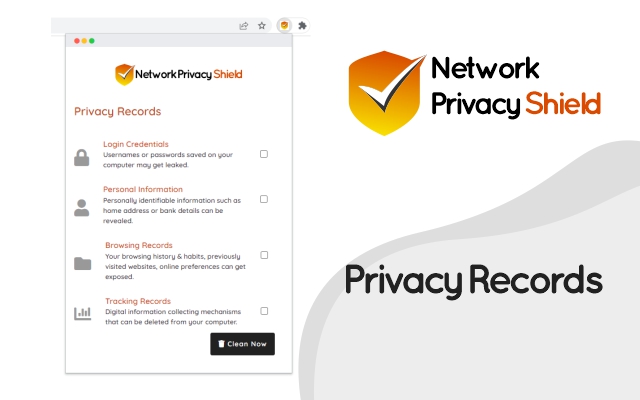 Network Privacy Shield
Privacy Records
Login Credentials
Usernames or passwords saved on your
computer may get leaked.
Personal Information
Personally identifiable information such as
home address or bank details can be
revealed.
Browsing Records
Your browsing history & habits, previously
visited websites, online preferences can get
exposed.
Tracking Records
Digital information collecting mechanisms
that can be deleted from your computer.
Clean Now
Network
Privacy Shield
Privacy Records